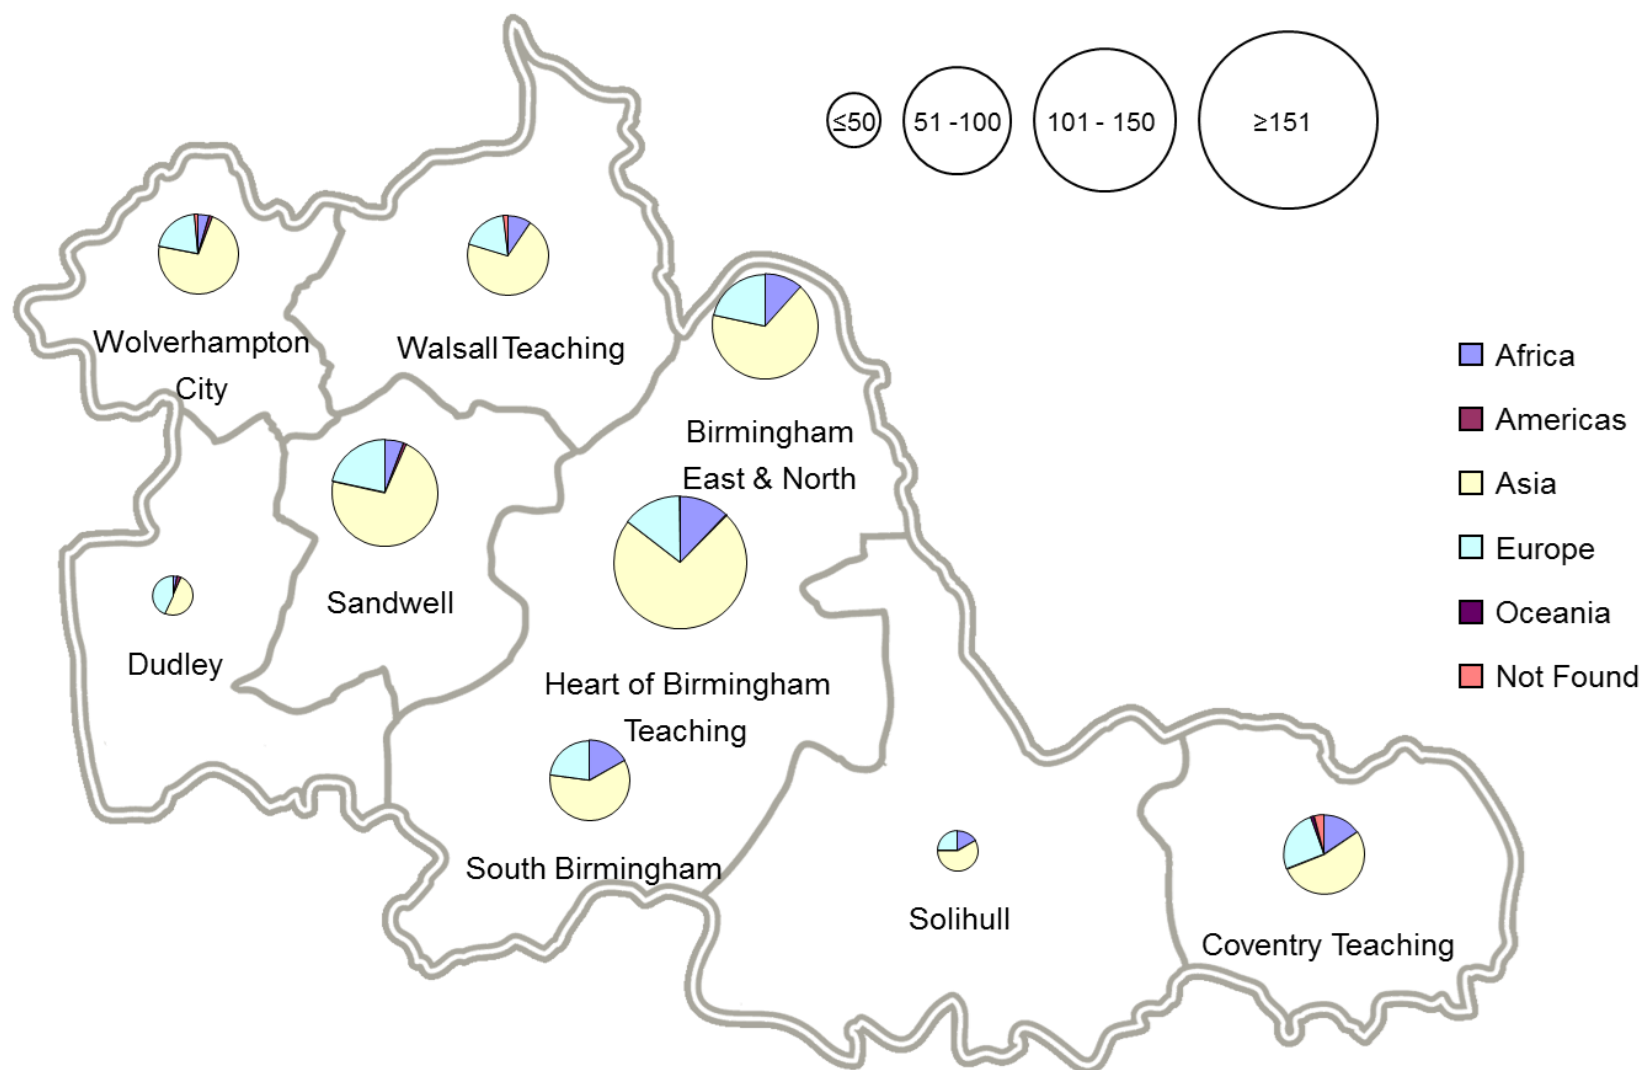 ≤50
51 -100
101 - 150
≥151
Wolverhampton
City
Walsall Teaching
Birmingham
East & North
Sandwell
Dudley
Heart of Birmingham
Teaching
South Birmingham
Solihull
Coventry Teaching
Africa
Americas
Asia
Europe
Oceania
Not Found